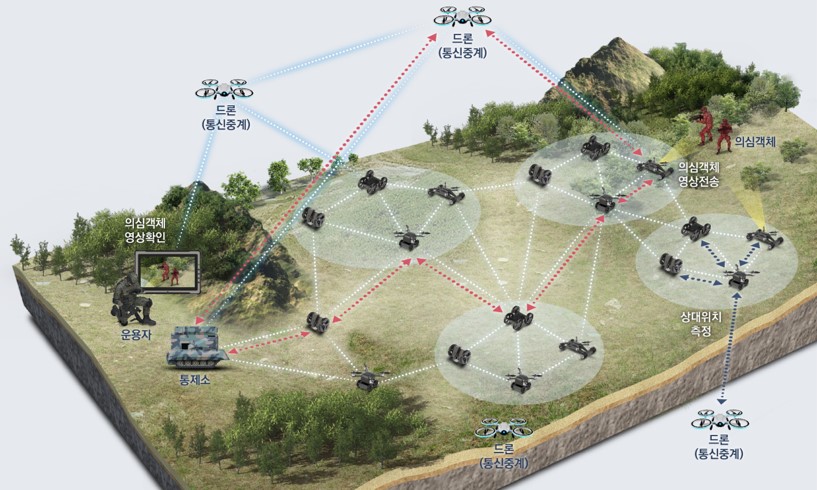 드론
(통신중계)
드론
(통신중계)
의심객체
의심객체
영상전송
의심객체
영상확인
운용자
통제소
상대위치
측정
드론
(통신중계)
드론
(통신중계)